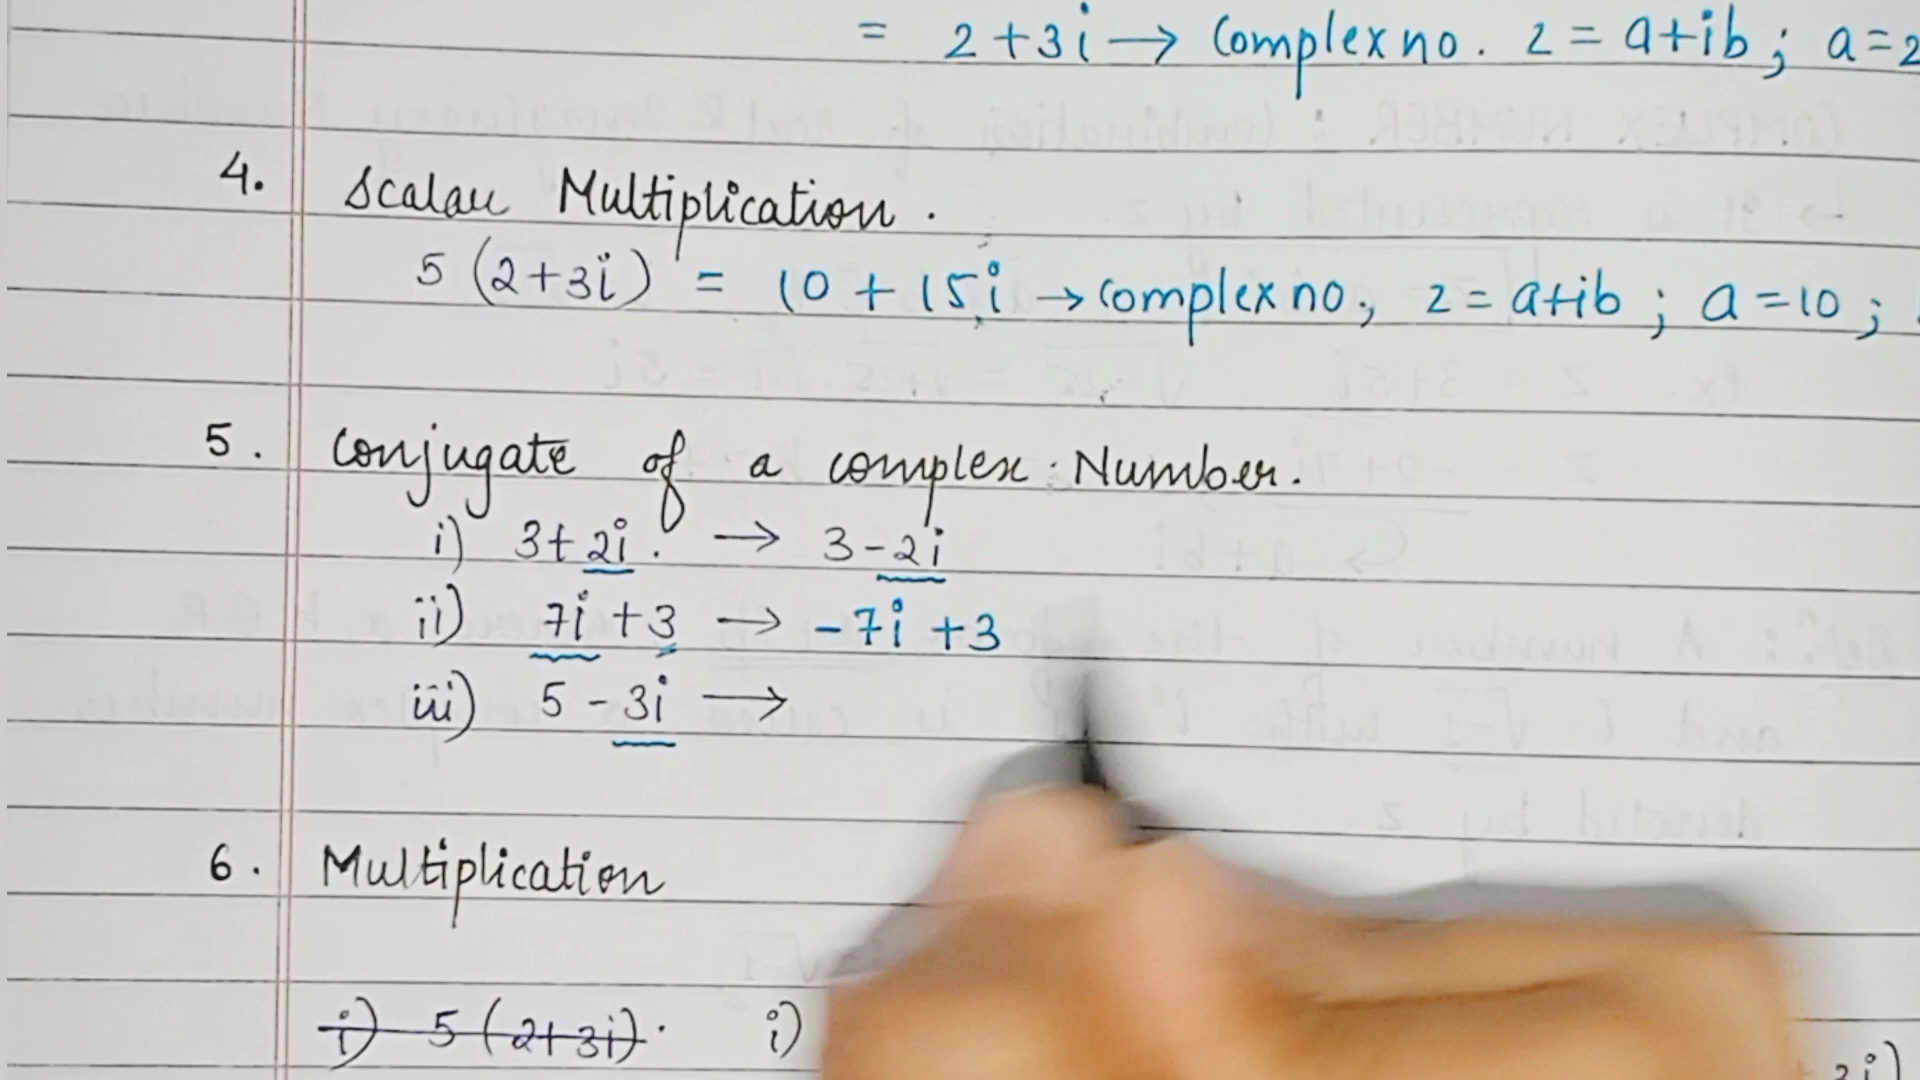 = 2+3i → Complex no. z = a+ib; a=2
4. Scalar Multiplication.
5 (2+3i) = 10 + 15i → complex no; z = a+ib ; a = 10 ;
5. Conjugate of a complex Number.
i) 3+2i. → 3-2i
ii) 7i+3 → -7i +3
iii) 5 - 3i →
6. Multiplication
i) 5 (2+3i). i)